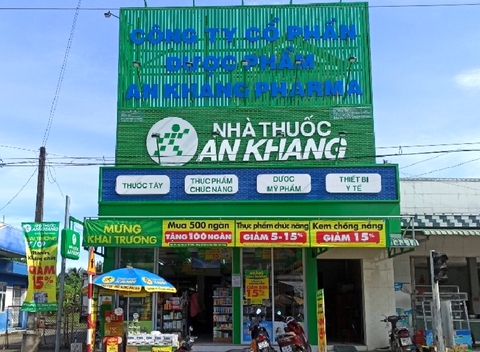 CÔNG TY CỔ PHẦN
DƯỢC PHẨM
AN KHANG PHARMA
NHÀ THUỐC
AN KHANG
THUỐC TÂY
THỰC PHẨM
CHỨC NĂNG
DƯỢC
MỸ PHẨM
THIẾT BỊ
Y TẾ
MỪNG
KHAI TRƯƠNG
Mua 500 ngàn
TẶNG 100 NGÀN
Thực phẩm chức năng
GIẢM 5-15%
Kem chống nắng
GIẢM 15%
GIẢM